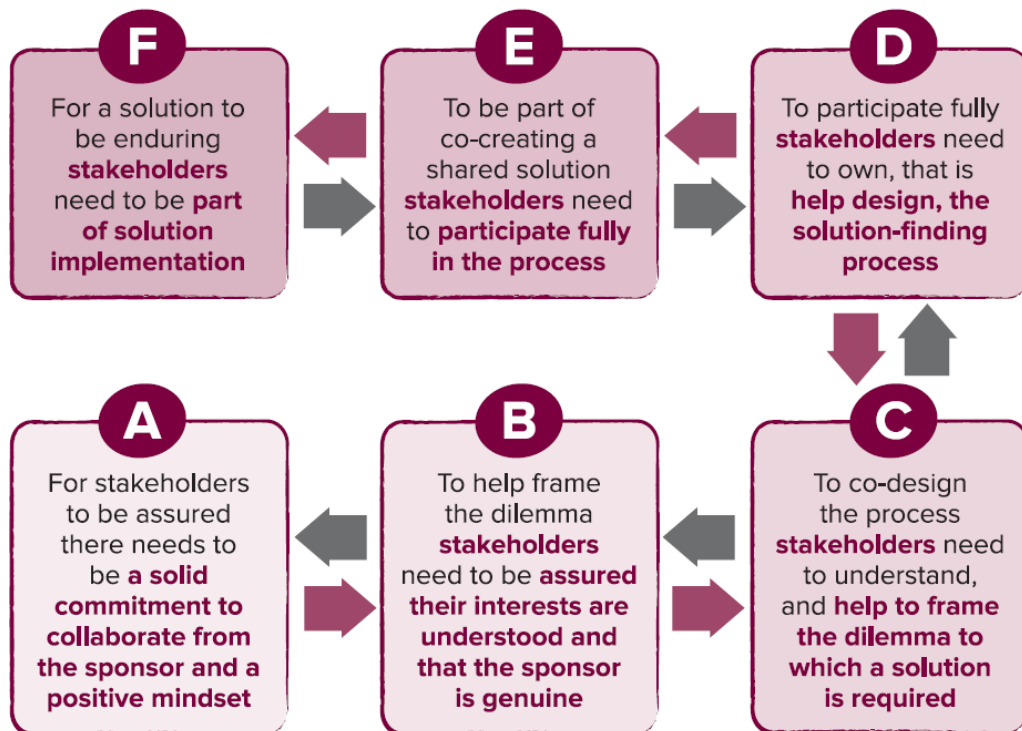 F
For a solution to
be enduring
stakeholders
need to be part
of solution
implementation
E
To be part of
co-creating a
shared solution
stakeholders need
to participate fully
in the process
D
To participate fully
stakeholders need
to own, that is
help design, the
solution-finding
process
A
For stakeholders
to be assured
there needs to
be a solid
commitment to
collaborate from
the sponsor and a
positive mindset
B
To help frame
the dilemma
stakeholders
need to be assured
their interests are
understood and
that the sponsor
is genuine
C
To co-design
the process
stakeholders need
to understand,
and help to frame
the dilemma to
which a solution
is required